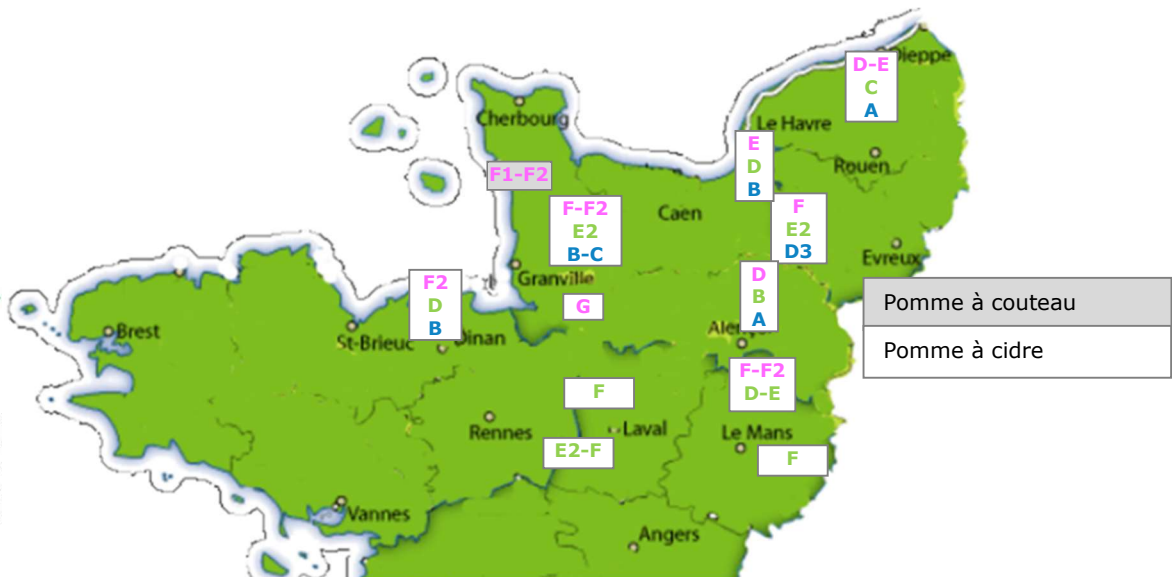 Dieppe
D-E
C
A
Cherbourg
Le Havre
E
D
B
Rouen
F1-F2
F-F2
E2
B-C
Caen
F
E2
D3
Evreux
Granville
F2
D
B
D
B
A
G
Pomme à couteau
Pomme à cidre
Brest
St-Brieuc
Dinan
F-F2
D-E
F
Rennes
Laval
Le Mans
E2-F
F
Vannes
Angers